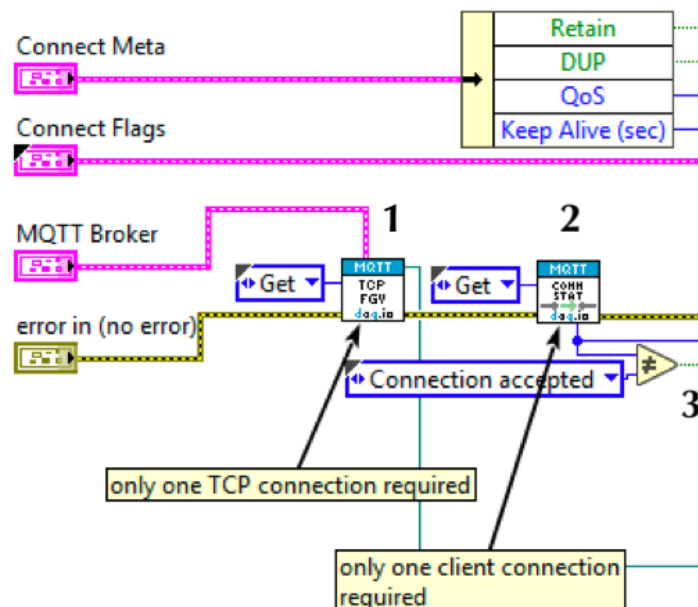 Connect Meta
Retain
DUP
QoS
Keep Alive (sec)
Connect Flags
MQTT Broker
1
2
Get
MQTT
TCP
FGV
daq.io
Get
MQTT
COMM
STAT
daq.io
error in (no error)
Connection accepted
≠
3
only one TCP connection required
only one client connection
required